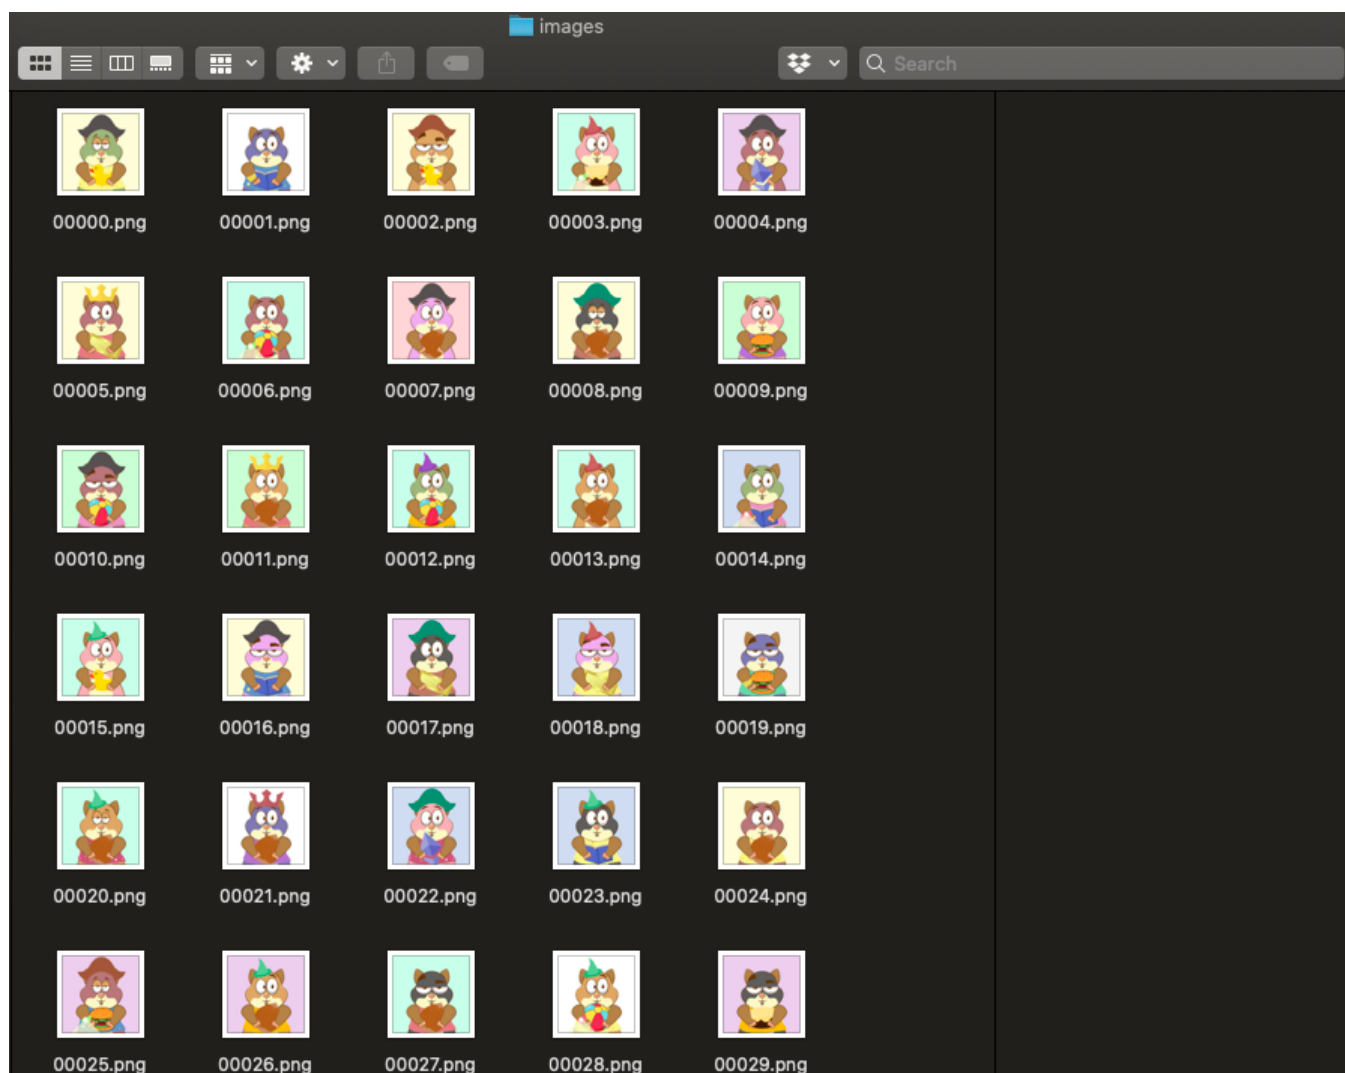 images
Search
00000.png 00001.png 00002.png 00003.png 00004.png
00005.png 00006.png 00007.png 00008.png 00009.png
00010.png 00011.png 00012.png 00013.png 00014.png
00015.png 00016.png 00017.png 00018.png 00019.png
00020.png 00021.png 00022.png 00023.png 00024.png
00025.png 00026.png 00027.png 00028.png 00029.png